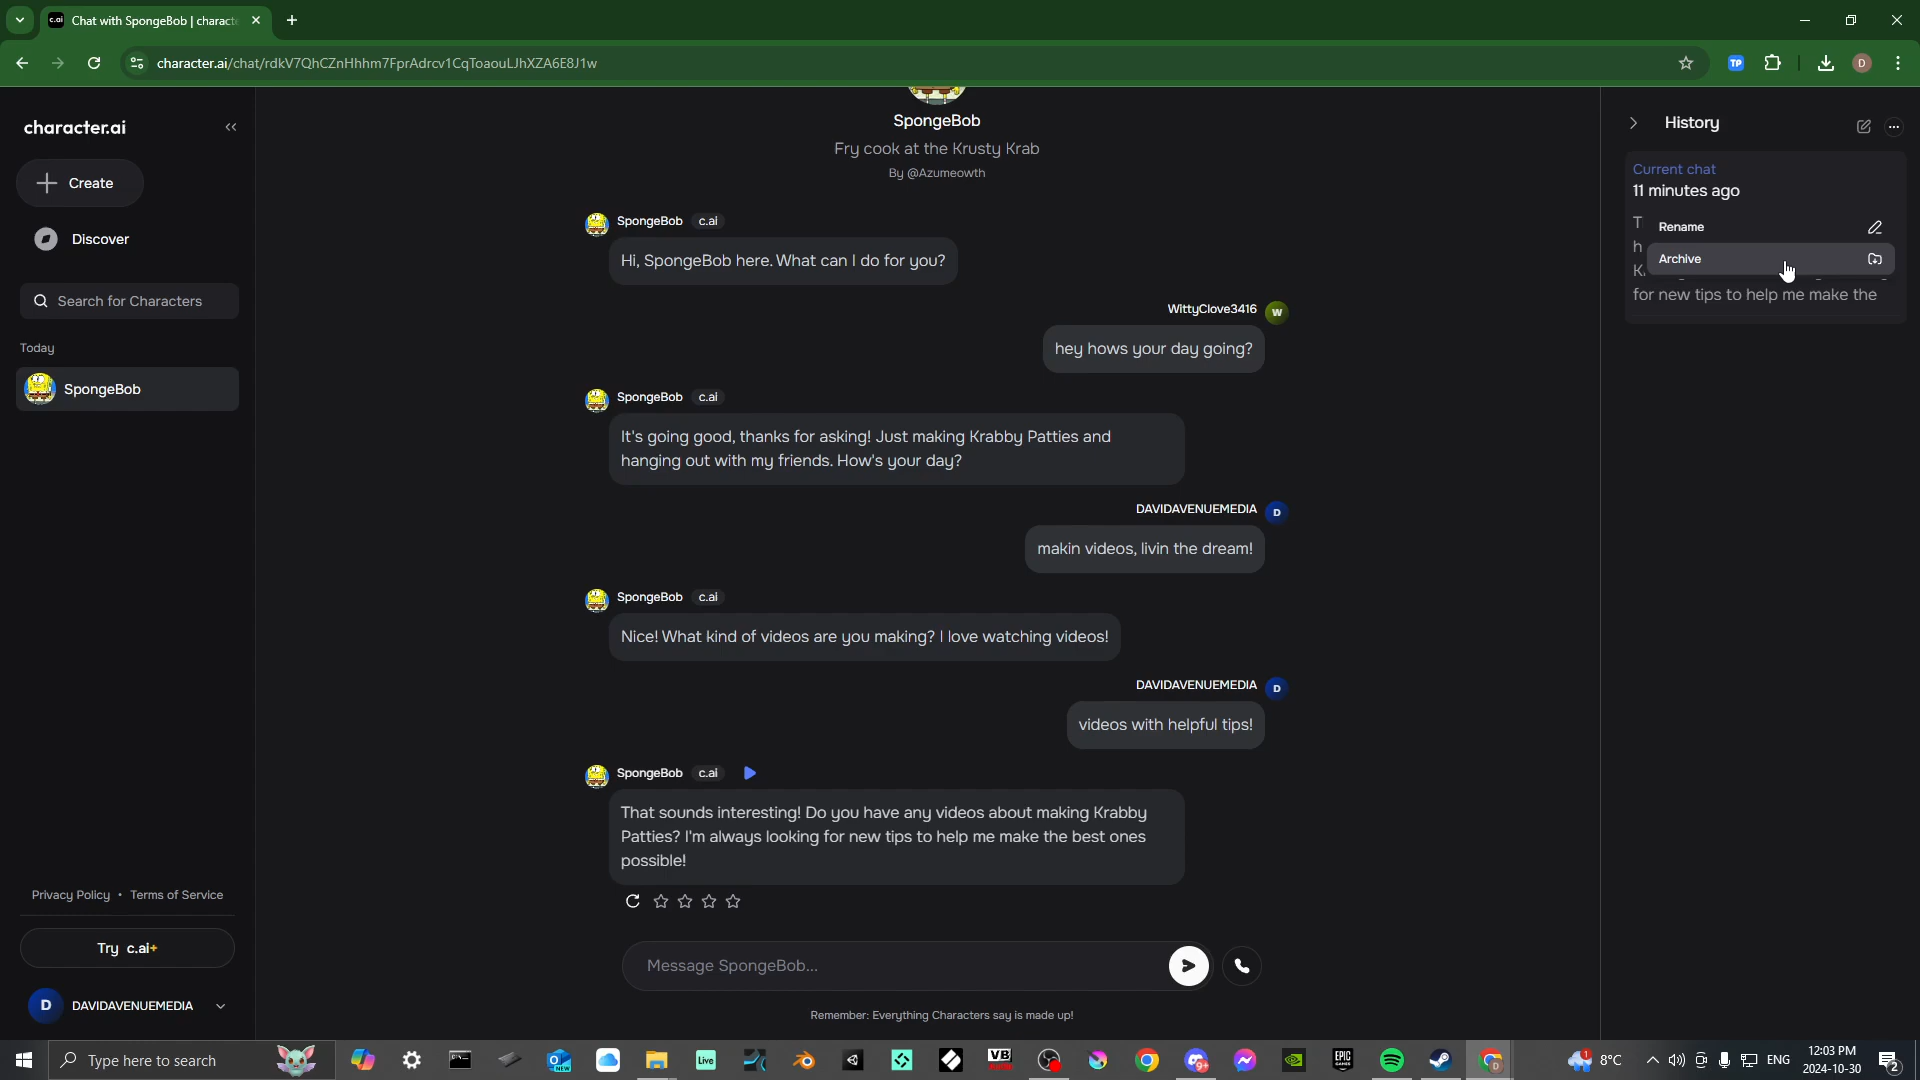 Chat with SpongeBob | characte
character.ai/chat/rdkV7QhCZnHhhm7FprAdrcv1CqToaouLJhXZA6E8J1w
TP
D
character.ai
Create
Discover
Search for Characters
Today
SpongeBob
Privacy Policy • Terms of Service
Try c.ai+
D DAVIDAVENUEMEDIA
SpongeBob
Fry cook at the Krusty Krab
By @Azumeowth
SpongeBob c.ai
Hi, SpongeBob here. What can I do for you?
WittyClove3416 W
hey hows your day going?
SpongeBob c.ai
It's going good, thanks for asking! Just making Krabby Patties and
hanging out with my friends. How's your day?
DAVIDAVENUEMEDIA D
makin videos, livin the dream!
SpongeBob c.ai
Nice! What kind of videos are you making? I love watching videos!
DAVIDAVENUEMEDIA D
videos with helpful tips!
SpongeBob c.ai
That sounds interesting! Do you have any videos about making Krabby
Patties? I'm always looking for new tips to help me make the best ones
possible!
Message SpongeBob...
Remember: Everything Characters say is made up!
History
Current chat
11 minutes ago
Rename
Archive
for new tips to help me make the
Type here to search
Live
VB
EPIC GAMES
8°C
ENG
12:03 PM
2024-10-30
2